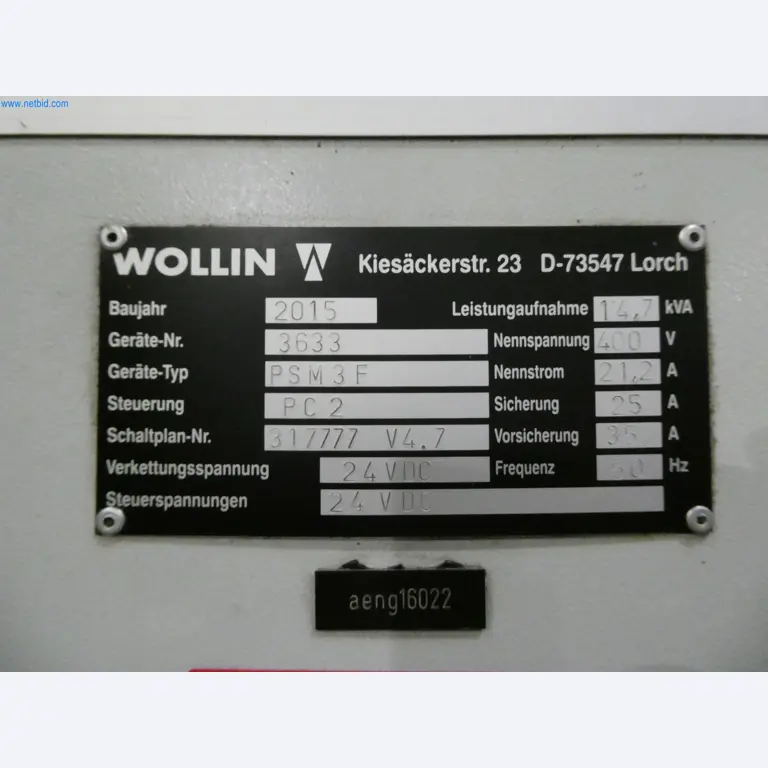 www.netbid.com
WOLLIN Kiesäckerstr. 23 D-73547 Lorch
Baujahr 2015 Leistungaufnahme 14,7 kVA
Geräte-Nr. 3633 Nennspannung 400 V
Geräte-Typ PSM3F Nennstrom 21,2 A
Steuerung PC2 Sicherung 25 A
Schaltplan-Nr. 317777 V4.7 Vorsicherung 35 A
Verkettungsspannung 24VDC Frequenz 50 Hz
Steuerspannungen 24VDC
aeng16022